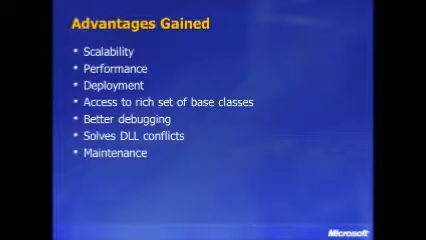 Advantages Gained
• Scalability
• Performance
• Deployment
• Access to rich set of base classes
• Better debugging
• Solves DLL conflicts
• Maintenance
Microsoft